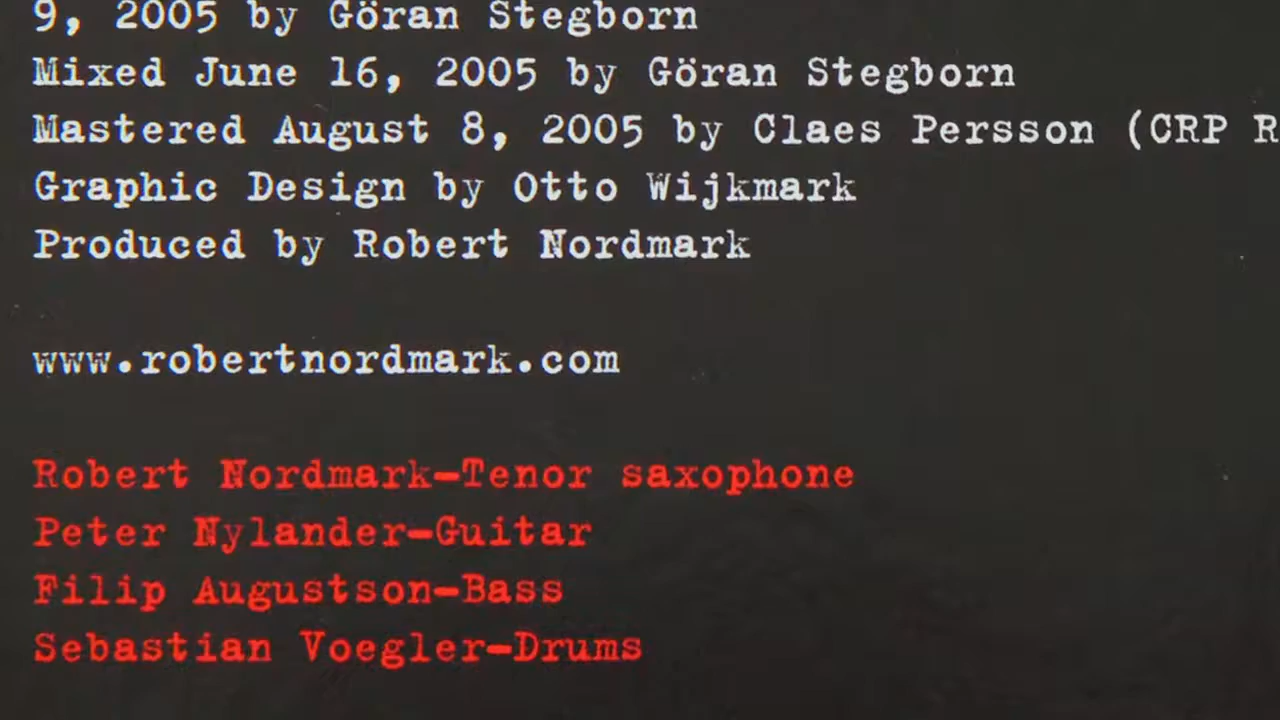 9, 2005 by Göran Stegborn
Mixed June 16, 2005 by Göran Stegborn
Mastered August 8, 2005 by Claes Persson (CRP R
Graphic Design by Otto Wijkmark
Produced by Robert Nordmark
www.robertnordmark.com
Robert Nordmark-Tenor saxophone
Peter Nylander-Guitar
Filip Augustson-Bass
Sebastian Voegler-Drums